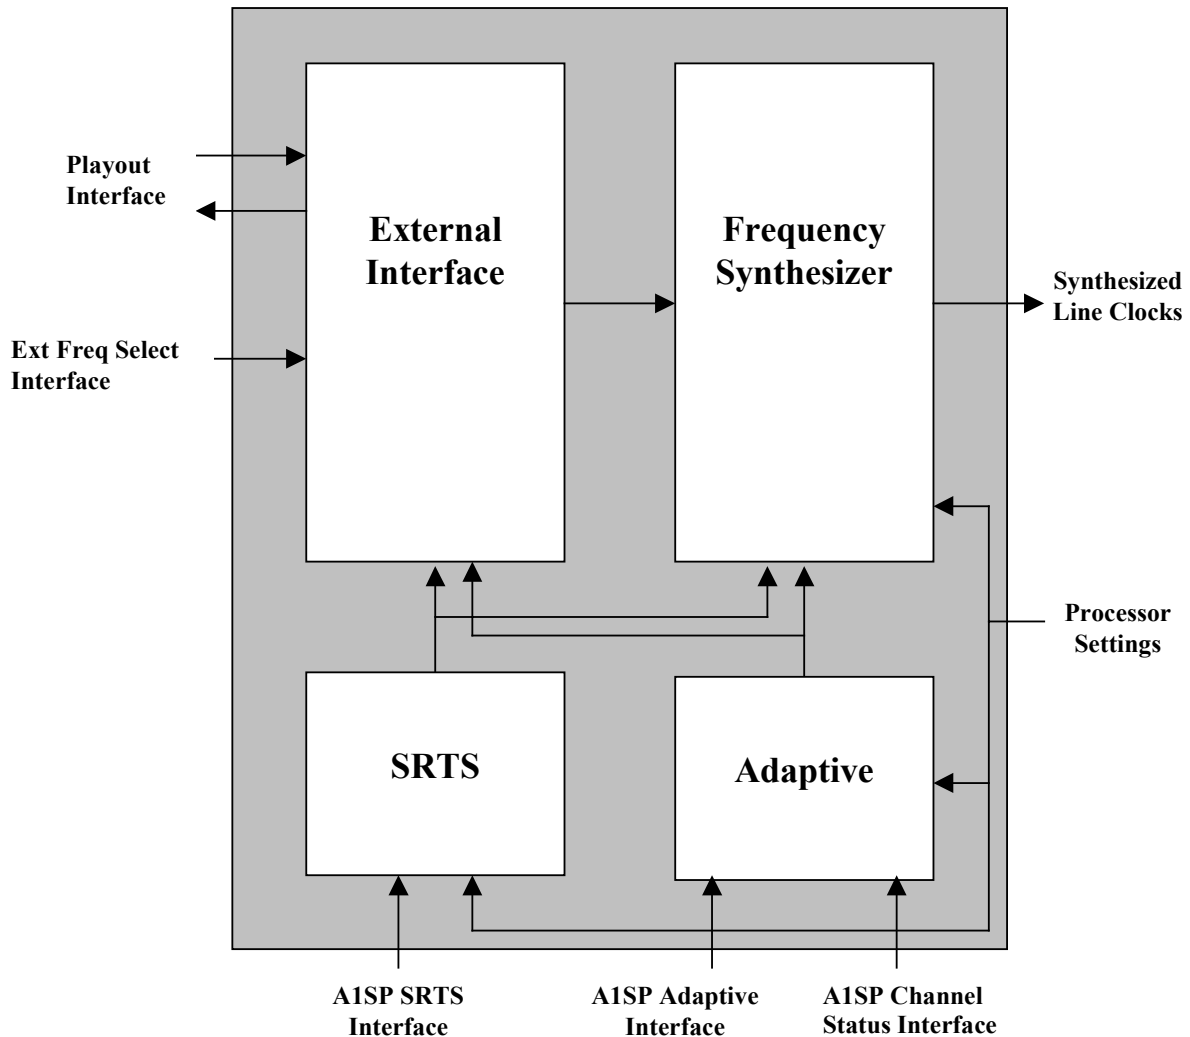 Playout
Interface
External
Interface
Frequency
Synthesizer
Synthesized
Line Clocks
Ext Freq Select
Interface
Processor
Settings
SRTS
Adaptive
A1SP SRTS
Interface
A1SP Adaptive
Interface
A1SP Channel
Status Interface